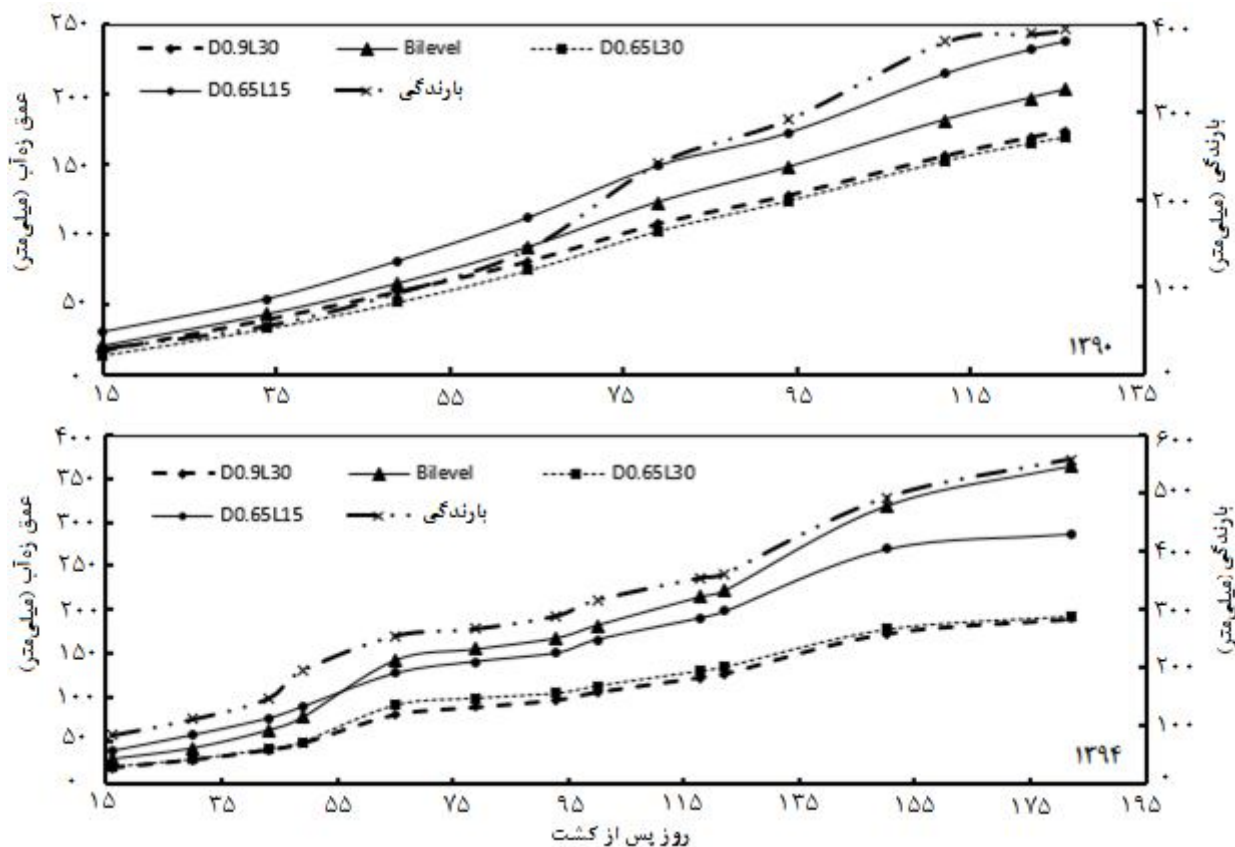 عمق زه‌آب (میلی‌متر)
۲۵۰
۲۰۰
۱۵۰
۱۰۰
۵۰
۰
D0.9L30 Bilevel D0.65L30
D0.65L15 بارندگی
۴۰۰
۳۰۰
۲۰۰
۱۰۰
۰
بارندگی (میلی‌متر)
۱۳۹۰
۱۵ ۳۵ ۵۵ ۷۵ ۹۵ ۱۱۵ ۱۳۵
عمق زه‌آب (میلی‌متر)
۴۰۰
۳۵۰
۳۰۰
۲۵۰
۲۰۰
۱۵۰
۱۰۰
۵۰
۰
D0.9L30 Bilevel D0.65L30
D0.65L15 بارندگی
۶۰۰
۵۰۰
۴۰۰
۳۰۰
۲۰۰
۱۰۰
۰
بارندگی (میلی‌متر)
۱۳۹۴
۱۵ ۳۵ ۵۵ ۷۵ ۹۵ ۱۱۵ ۱۳۵ ۱۵۵ ۱۷۵ ۱۹۵
روز پس از کشت